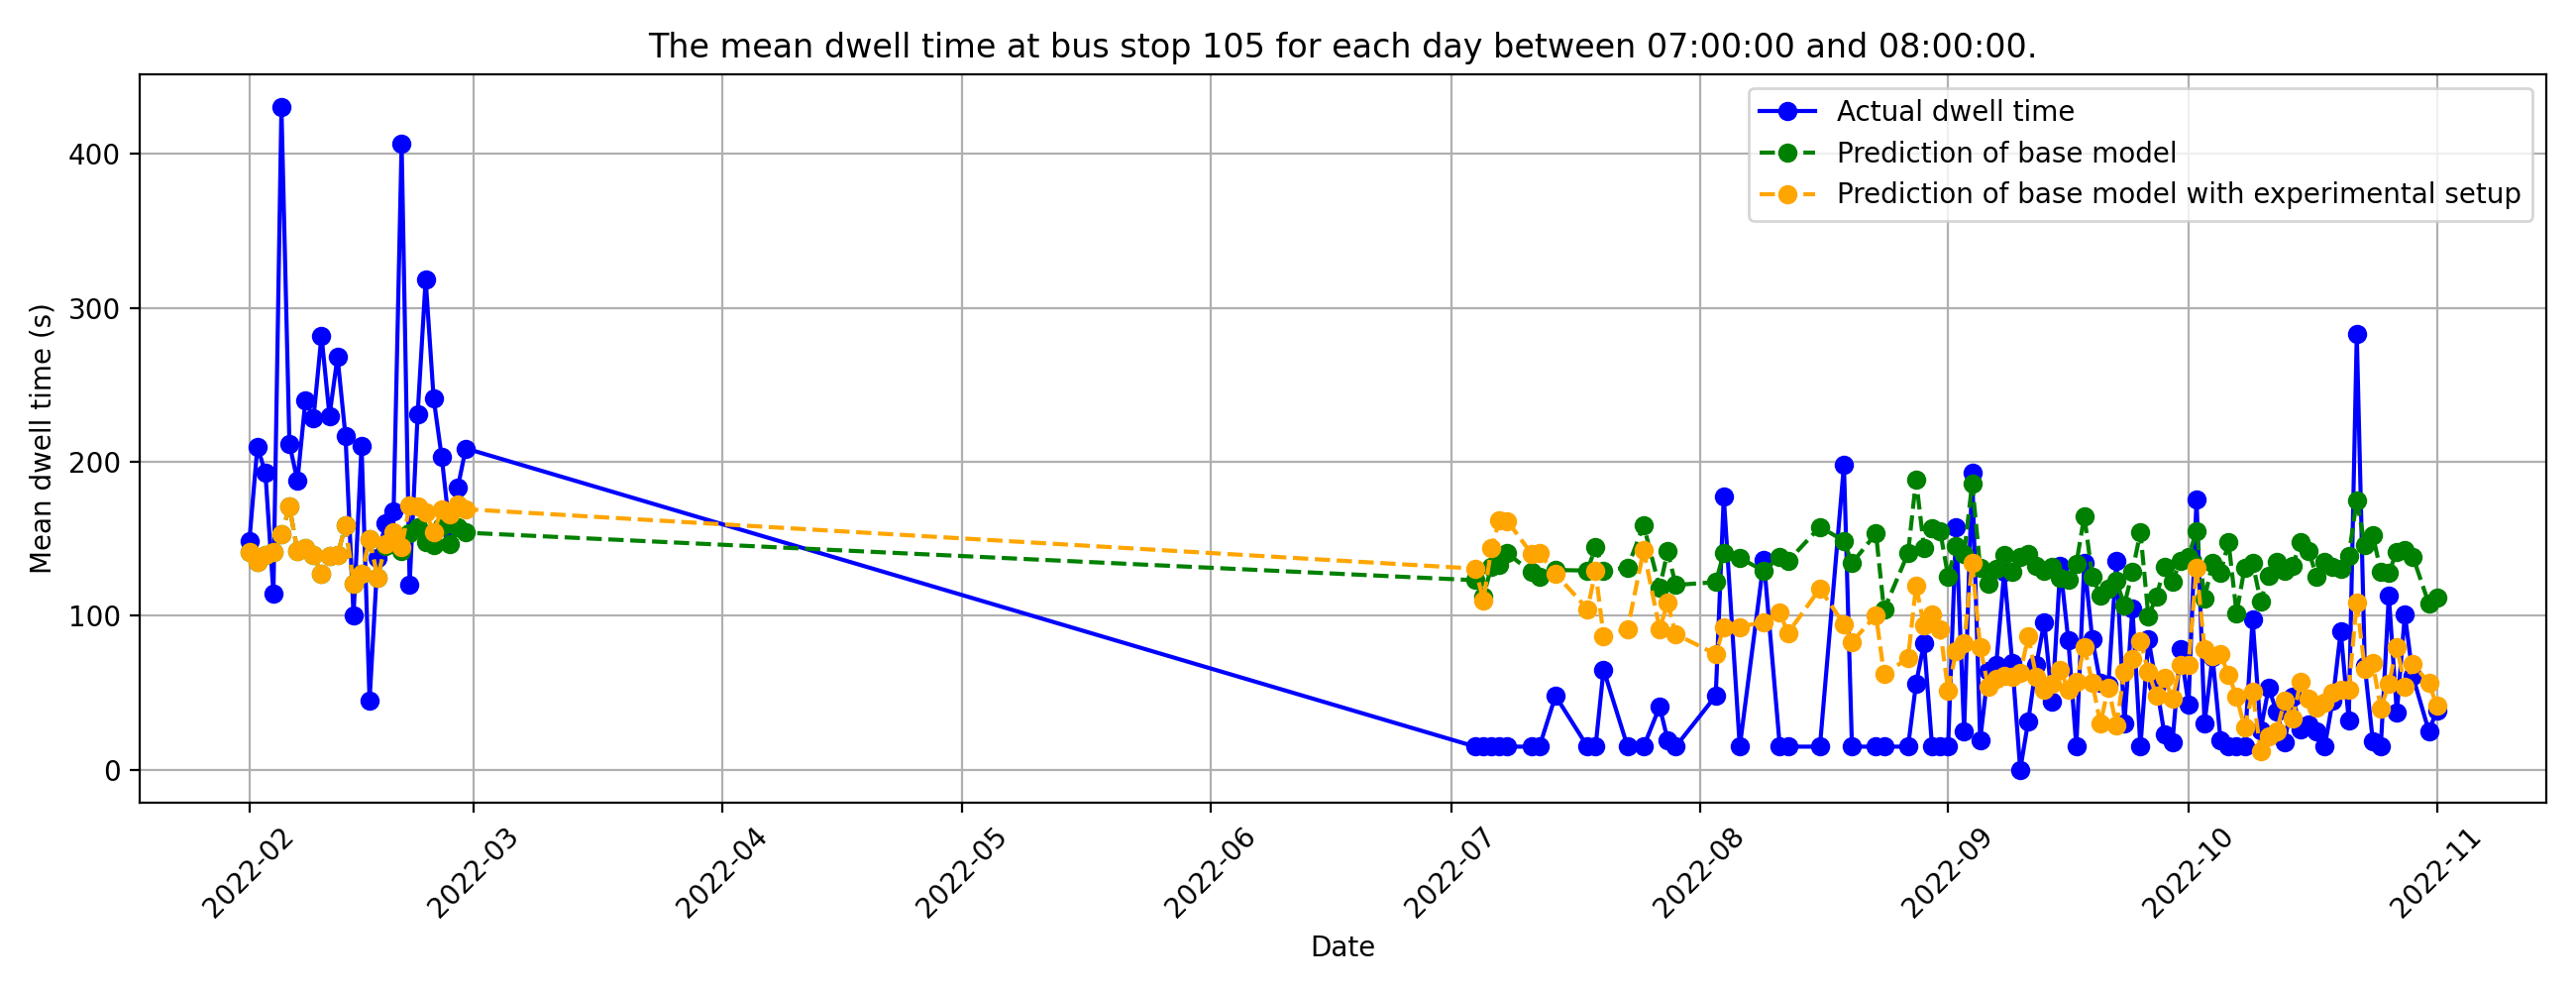 The mean dwell time at bus stop 105 for each day between 07:00:00 and 08:00:00.
Actual dwell time
Prediction of base model
Prediction of base model with experimental setup
Mean dwell time (s)
400
300
200
100
0
2022-02
2022-03
2022-04
2022-05
2022-06
2022-07
2022-08
2022-09
2022-10
2022-11
Date